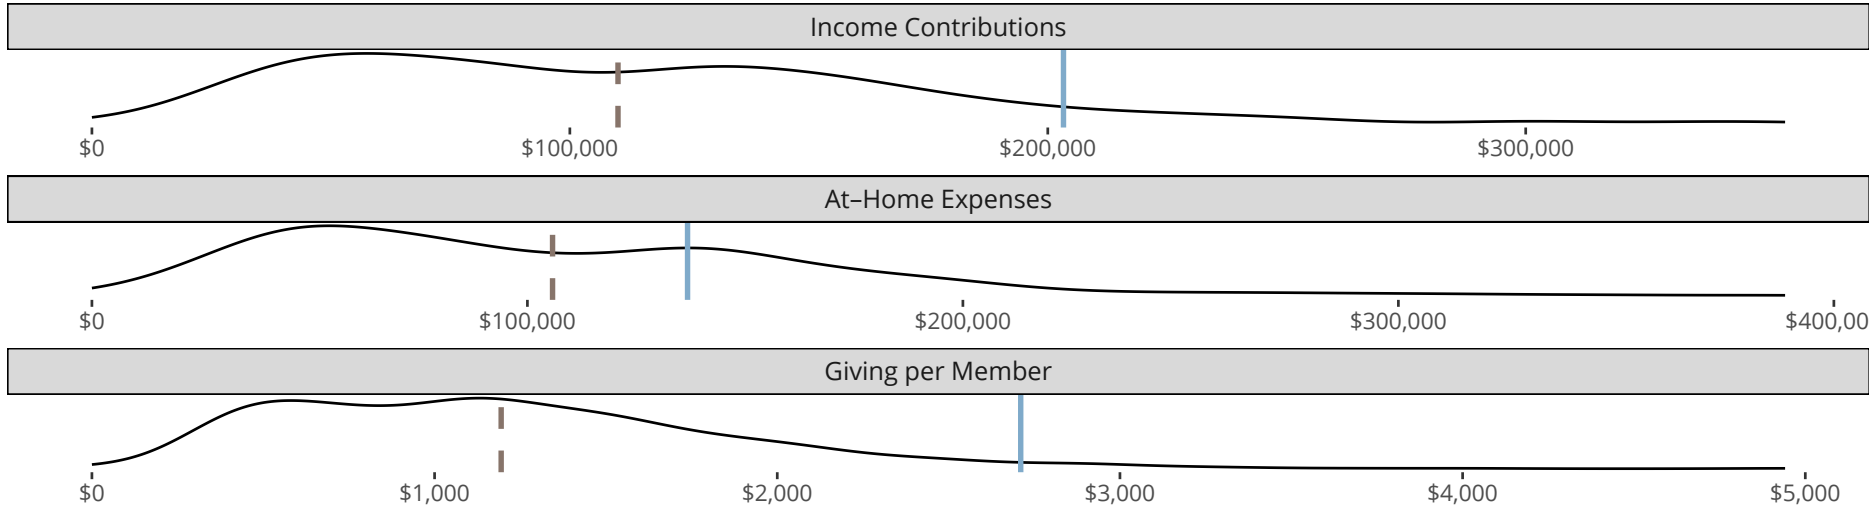 Income Contributions
$0 $100,000 $200,000 $300,000
At–Home Expenses
$0 $100,000 $200,000 $300,000 $400,00
Giving per Member
$0 $1,000 $2,000 $3,000 $4,000 $5,000